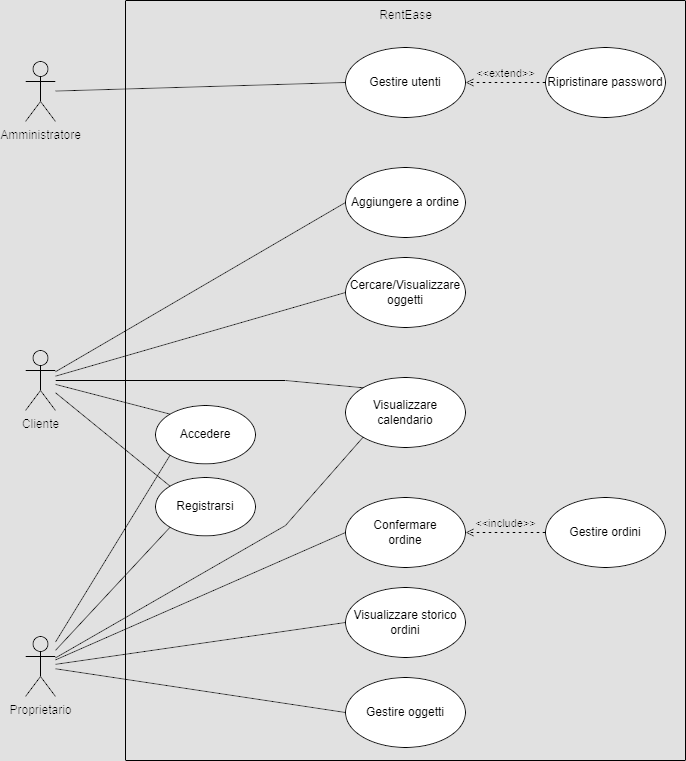 RentEase
Gestire utenti
<<extend>>
Ripristinare password
Amministratore
Aggiungere a ordine
Cercare/Visualizzare
oggetti
Cliente
Visualizzare
calendario
Accedere
Registrarsi
Confermare
ordine
<<include>>
Gestire ordini
Visualizzare storico
ordini
Proprietario
Gestire oggetti